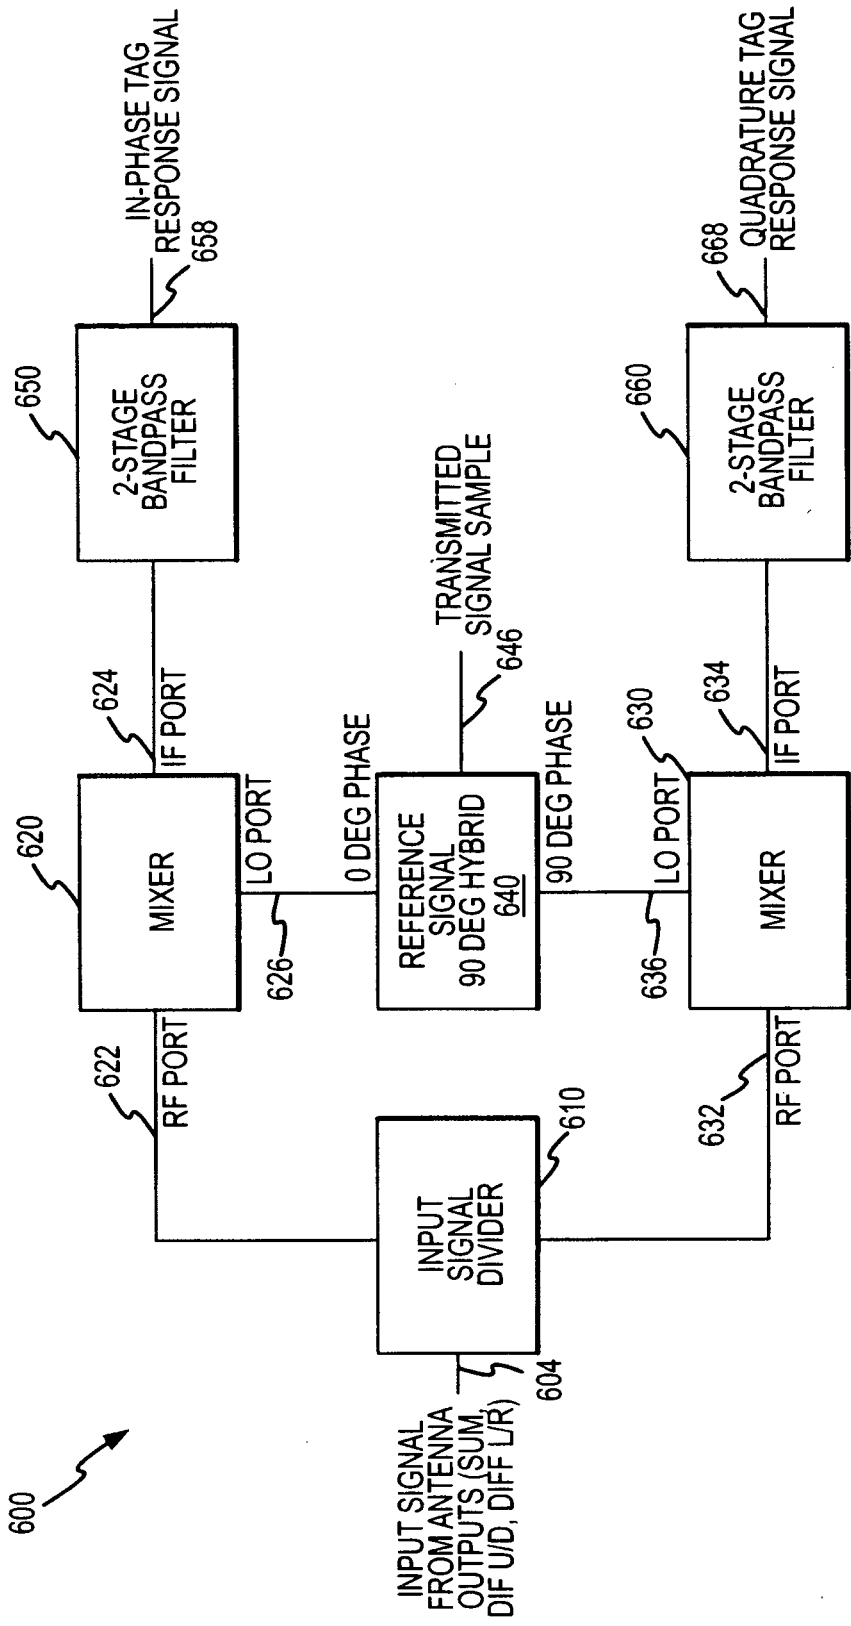 600
INPUT SIGNAL
FROM ANTENNA
OUTPUTS (SUM,
DIF U/D, DIFF L/R)
604
INPUT
SIGNAL
DIVIDER
610
622
RF PORT
620
MIXER
LO PORT
626
624
IF PORT
650
2-STAGE
BANDPASS
FILTER
658
IN-PHASE TAG
RESPONSE SIGNAL
0 DEG PHASE
REFERENCE
SIGNAL
90 DEG HYBRID
640
90 DEG PHASE
646
TRANSMITTED
SIGNAL SAMPLE
632
RF PORT
636
LO PORT
630
MIXER
634
IF PORT
660
2-STAGE
BANDPASS
FILTER
668
QUADRATURE TAG
RESPONSE SIGNAL